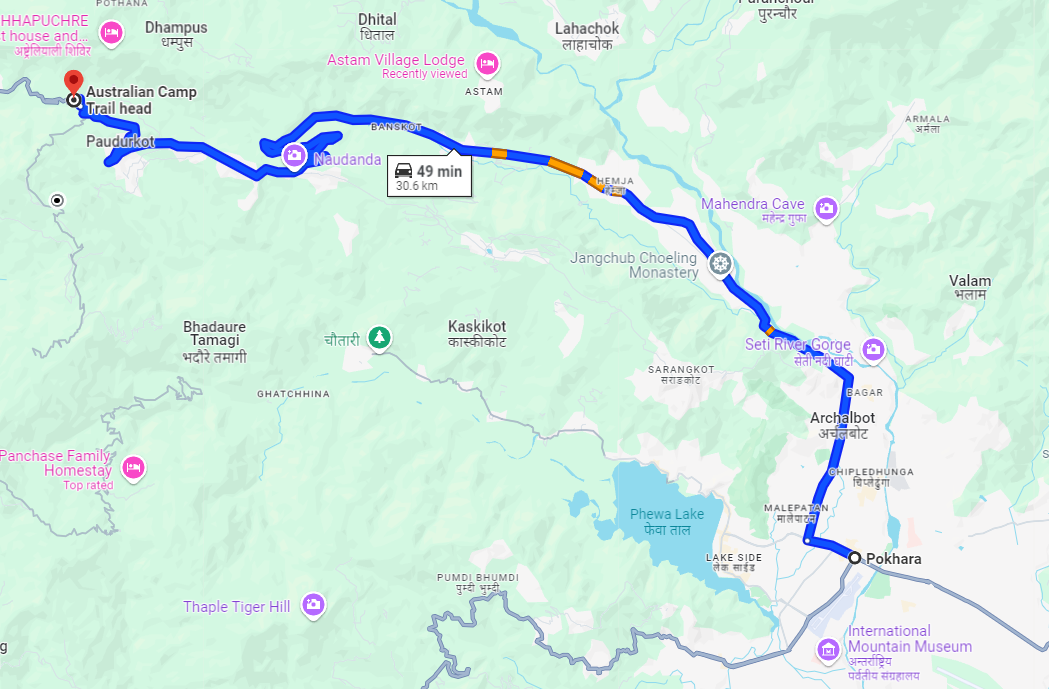 POTHANA
HHAPUCHRE
t house and...
अष्ट्रेलियाली शिविर
Dhampus
धम्पुस
Dhital
धिताल
Lahachok
लाहाचोक
पुरन्चौर
Astam Village Lodge
Recently viewed
ASTAM
Australian Camp
Trail head
Paudurkot
BANSKOT
Naudanda
49 min
30.6 km
HEMJA
ARMALA
अर्मला
Mahendra Cave
महेन्द्र गुफा
Jangchub Choeling
Monastery
Valam
भलाम
Bhadaure
Tamagi
भदौरे तमागी
चौतारी
Kaskikot
कास्कीकोट
Seti River Gorge
सेती नदी घाटी
SARANGKOT
सराङकोट
GHATCHHINA
BAGAR
Archalbot
अर्चलबोट
Panchase Family
Homestay
Top rated
CHIPLEDHUNGA
चिप्लेढुंगा
MALEPATAN
मालेपाटन
Phewa Lake
फेवा ताल
LAKE SIDE
लेक साईड
Pokhara
PUMDI BHUMDI
पुम्दी भुम्दी
Thaple Tiger Hill
International
Mountain Museum
अन्तर्राष्ट्रिय
पर्वतीय संग्रहालय